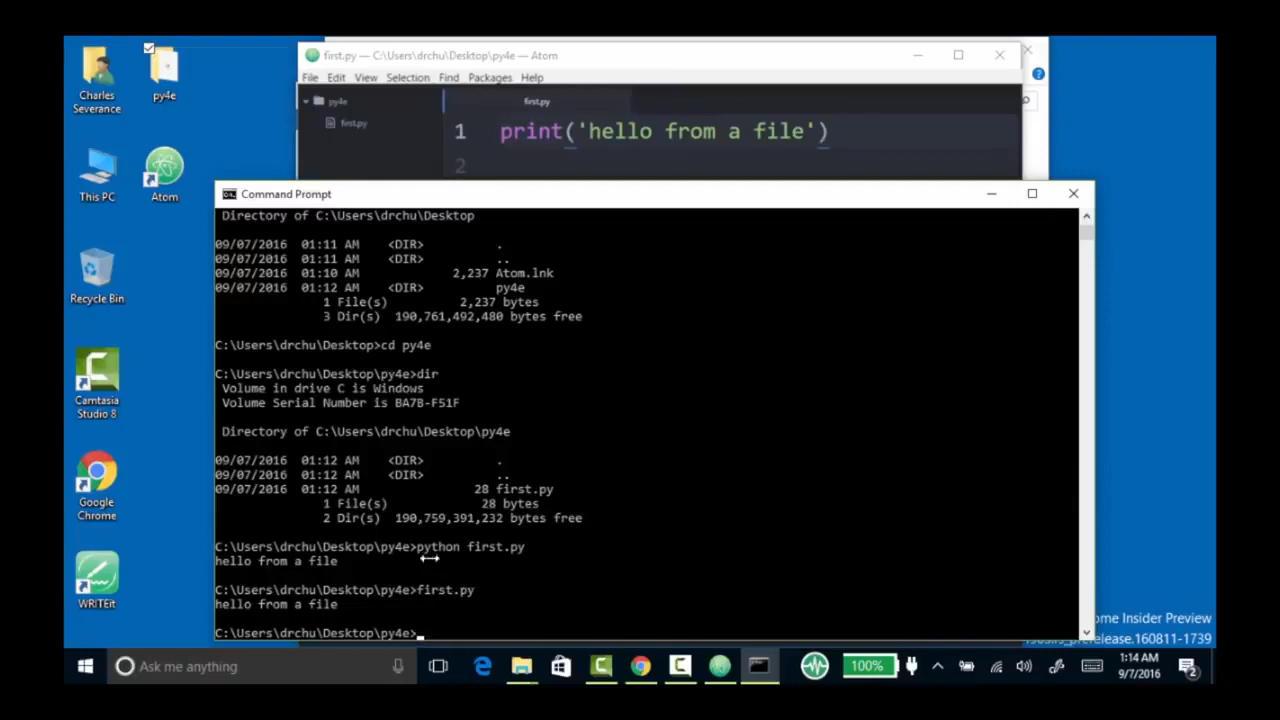 Charles
Severance
py4e
This PC
Atom
Recycle Bin
Camtasia
Studio 8
Google
Chrome
WRITEit
first.py — C:\Users\drchu\Desktop\py4e — Atom
File Edit View Selection Find Packages Help
py4e
first.py
first.py
1 print('hello from a file')
2
Command Prompt
Directory of C:\Users\drchu\Desktop
09/07/2016 01:11 AM <DIR> .
09/07/2016 01:11 AM <DIR> ..
09/07/2016 01:10 AM 2,237 Atom.lnk
09/07/2016 01:12 AM <DIR> py4e
1 File(s) 2,237 bytes
3 Dir(s) 190,761,492,480 bytes free
C:\Users\drchu\Desktop>cd py4e
C:\Users\drchu\Desktop\py4e>dir
Volume in drive C is Windows
Volume Serial Number is BA7B-F51F
Directory of C:\Users\drchu\Desktop\py4e
09/07/2016 01:12 AM <DIR> .
09/07/2016 01:12 AM <DIR> ..
09/07/2016 01:12 AM 28 first.py
1 File(s) 28 bytes
2 Dir(s) 190,759,391,232 bytes free
C:\Users\drchu\Desktop\py4e>python first.py
hello from a file
C:\Users\drchu\Desktop\py4e>first.py
hello from a file
C:\Users\drchu\Desktop\py4e>
ome Insider Preview
prerelease.160811-1739
Ask me anything
100%
1:14 AM
9/7/2016
2